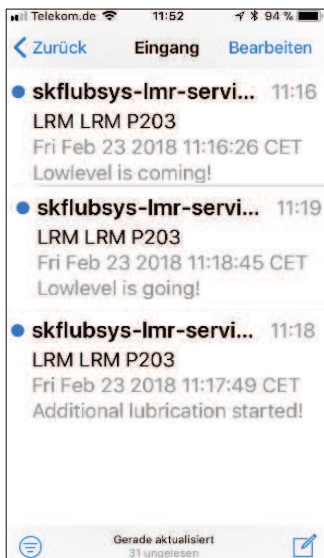 Telekom.de 11:52 94 %
Zurück Eingang Bearbeiten
skflubsys-lmr-servi... 11:16
LRM LRM P203
Fri Feb 23 2018 11:16:26 CET
Lowlevel is coming!
skflubsys-lmr-servi... 11:19
LRM LRM P203
Fri Feb 23 2018 11:18:45 CET
Lowlevel is going!
skflubsys-lmr-servi... 11:18
LRM LRM P203
Fri Feb 23 2018 11:17:49 CET
Additional lubrication started!
Gerade aktualisiert
31 ungelesen